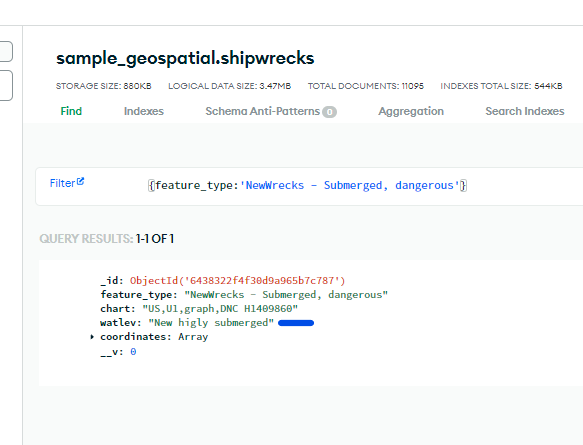 sample_geospatial.shipwrecks
STORAGE SIZE: 880KB LOGICAL DATA SIZE: 3.47MB TOTAL DOCUMENTS: 11095 INDEXES TOTAL SIZE: 544KB
Find Indexes Schema Anti-Patterns 0 Aggregation Search Indexes
Filter {feature_type:'NewWrecks - Submerged, dangerous'}
QUERY RESULTS: 1-1 OF 1
_id: ObjectId('6438322f4f30d9a965b7c787')
feature_type: "NewWrecks - Submerged, dangerous"
chart: "US,U1,graph,DNC H1409860"
watlev: "New higly submerged"
coordinates: Array
__v: 0